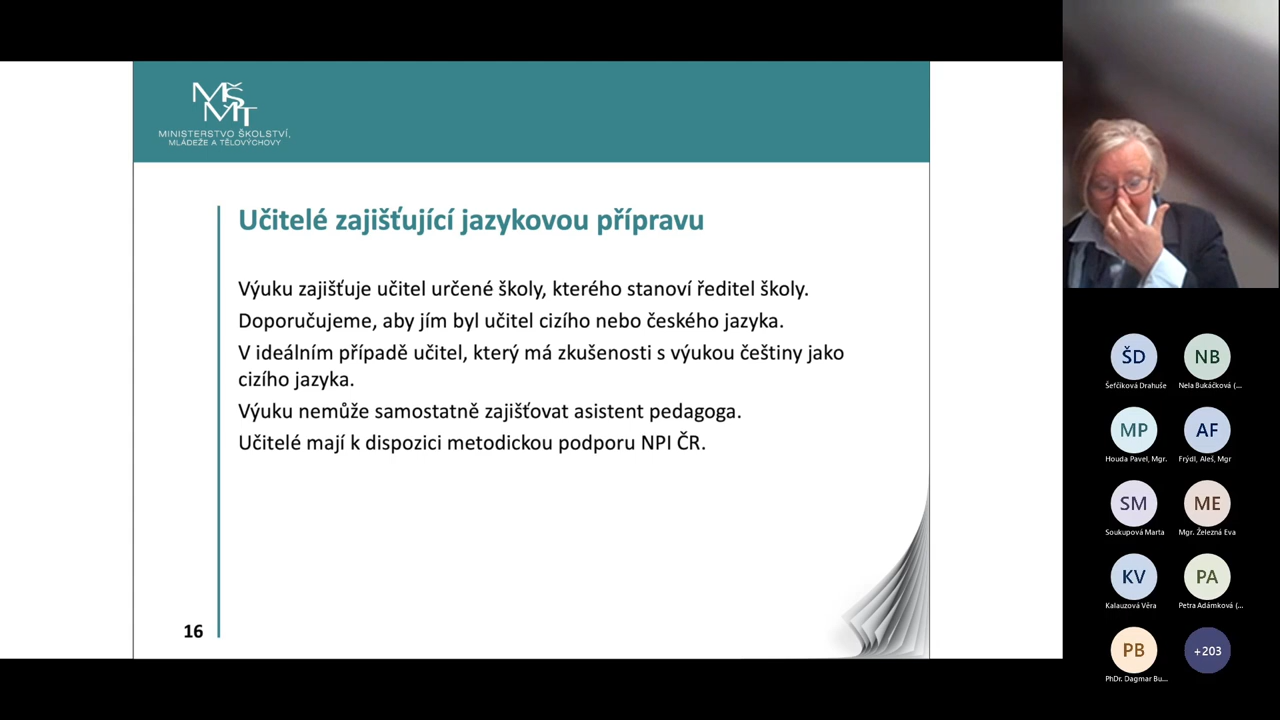 MŠMT
MINISTERSTVO ŠKOLSTVÍ,
MLÁDEŽE A TĚLOVÝCHOVY
Učitelé zajišťující jazykovou přípravu
Výuku zajišťuje učitel určené školy, kterého stanoví ředitel školy.
Doporučujeme, aby jím byl učitel cizího nebo českého jazyka.
V ideálním případě učitel, který má zkušenosti s výukou češtiny jako
cizího jazyka.
Výuku nemůže samostatně zajišťovat asistent pedagoga.
Učitelé mají k dispozici metodickou podporu NPI ČR.
16
ŠD
NB
Šefčíková Drahuše
Nela Bukáčková (...
MP
AF
Houda Pavel, Mgr.
Frýdl, Aleš, Mgr
SM
ME
Soukupová Marta
Mgr. Železná Eva
KV
PA
Kalauzová Věra
Petra Adámková (...
PB
+203
PhDr. Dagmar Bu...